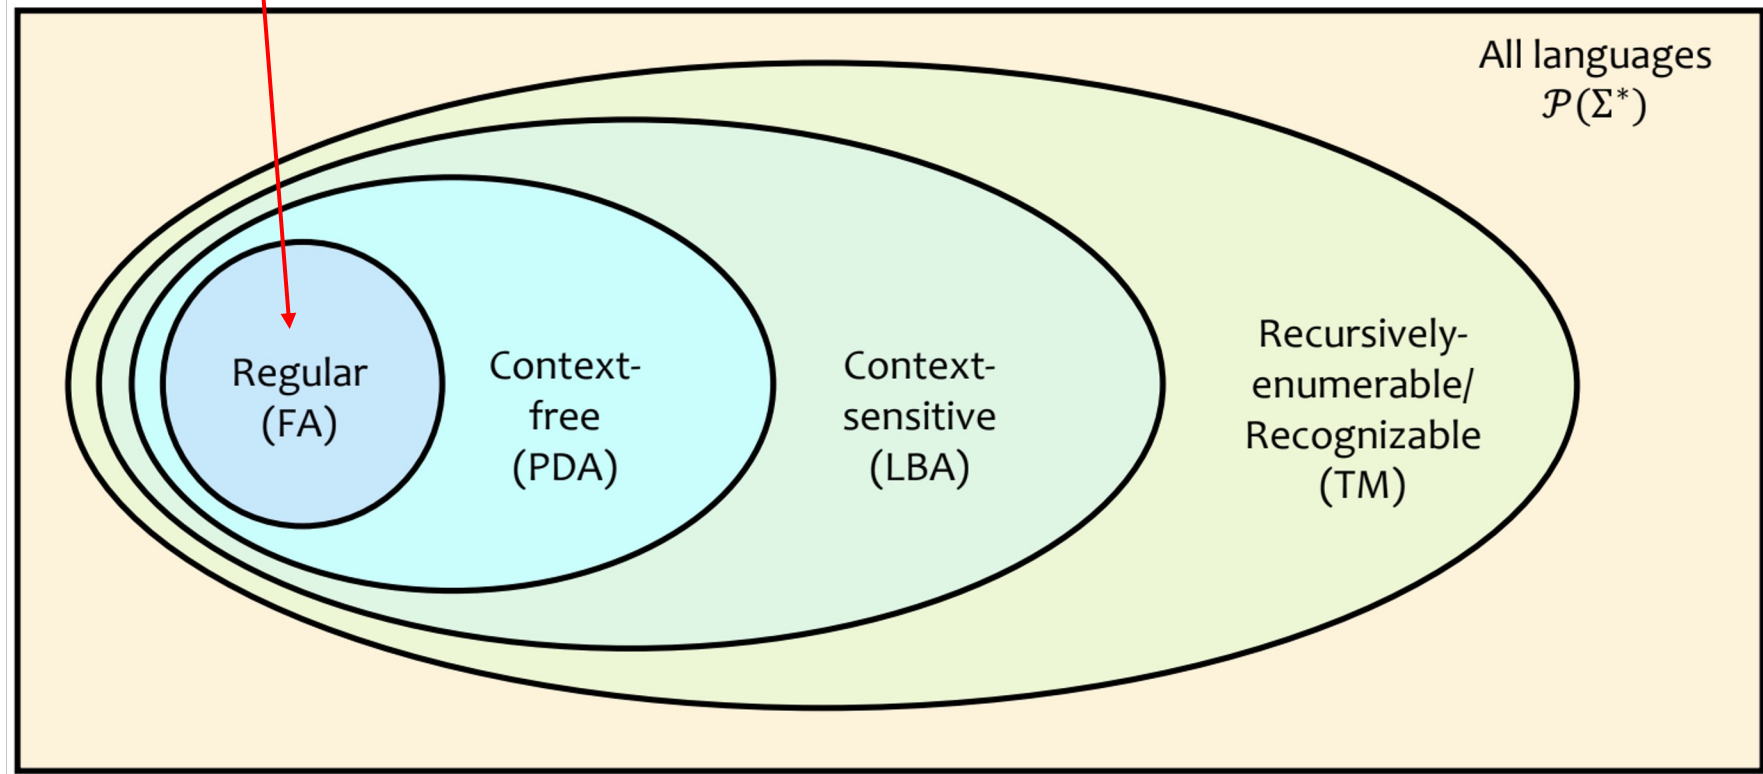 All languages
𝒫(Σ*)
Regular
(FA)
Context-
free
(PDA)
Context-
sensitive
(LBA)
Recursively-
enumerable/
Recognizable
(TM)